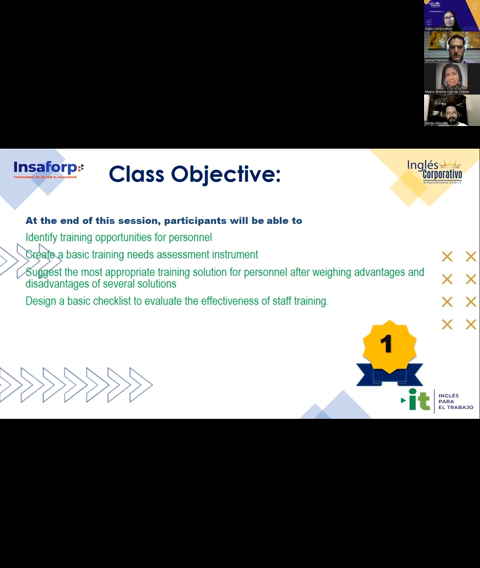 Insaforp
Class Objective:
Inglés
Corporativo
At the end of this session, participants will be able to
Identify training opportunities for personnel
Create a basic training needs assessment instrument
Suggest the most appropriate training solution for personnel after weighing advantages and
disadvantages of several solutions
Design a basic checklist to evaluate the effectiveness of staff training.
1
it
INGLÉS
PARA
EL TRABAJO